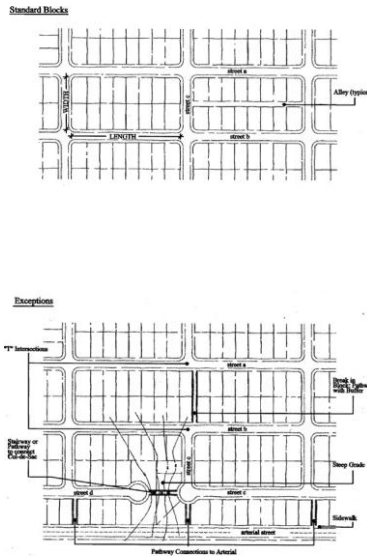 Standard Blocks
street a
WIDTH
street c
Alley (typical
LENGTH
street b
Exceptions
"T" Intersections
street a
Break in
Block: Pathway
with Buffer
street b
Stairway or
Pathway
to connect
Cul-de-Sac
street c
Steep Grade
street d
street c
Sidewalk
arterial street
Pathway Connections to Arterial